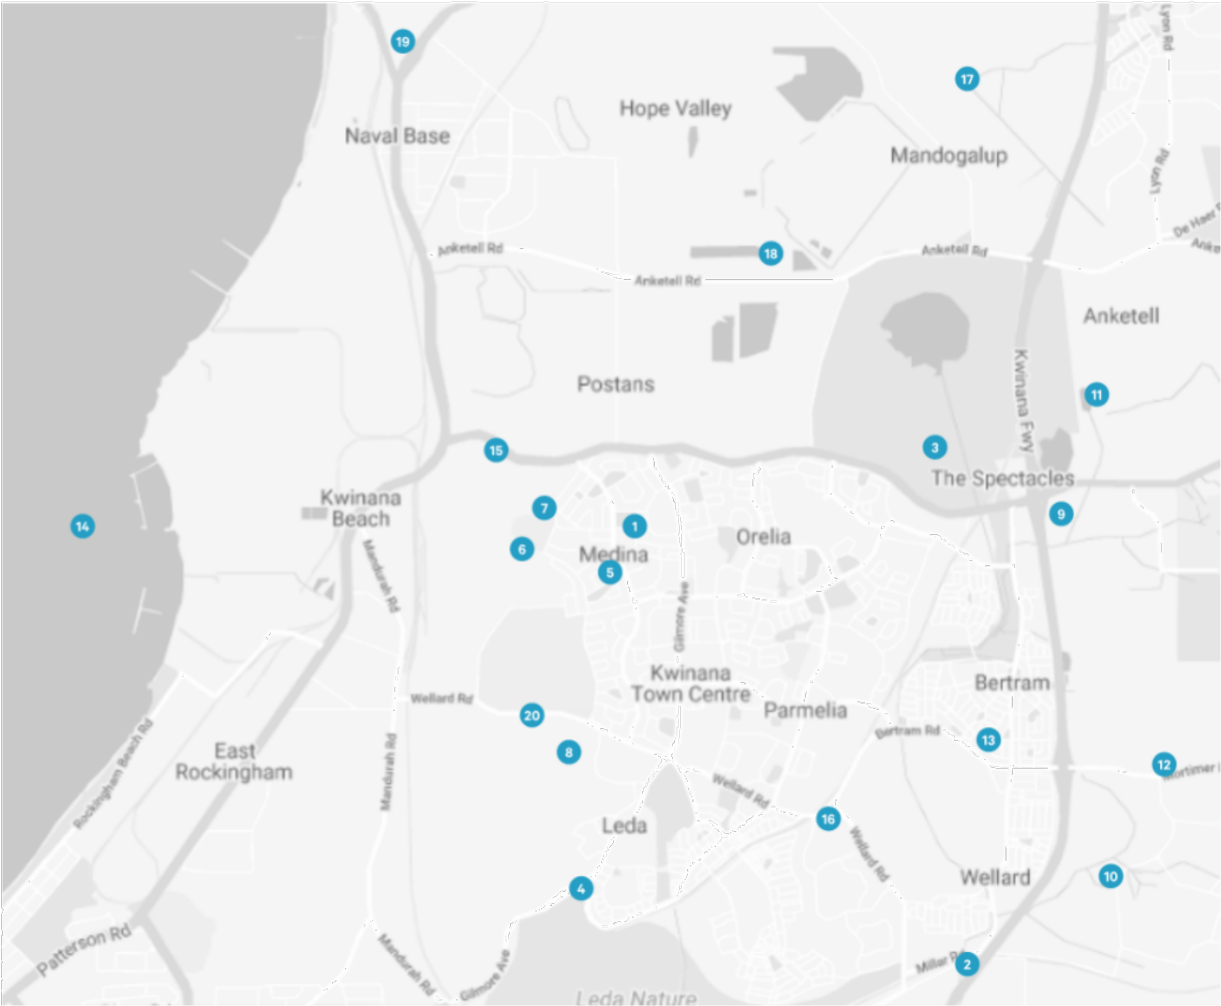 19
Lyon Rd
17
Hope Valley
Naval Base
Mandogalup
Lyon Rd
De Haer
Anketell Rd
18
Anketell Rd
Anke
Anketell Rd
Anketell
Kwinana Fwy
Postans
11
15
3
The Spectacles
Kwinana
Beach
7
14
1
9
Orelia
6
Medina
5
Mandurah Rd
Gilmore Ave
Kwinana
Town Centre
Bertram
Wellard Rd
Parmelia
20
Bertram Rd
13
8
East
Rockingham
Rockingham Beach Rd
Mandurah Rd
12
Mortimer
Wellard Rd
16
Leda
Wellard Rd
Wellard
10
4
Patterson Rd
Mandurah Rd
Gilmore Ave
Millar Rd
2
Leda Nature